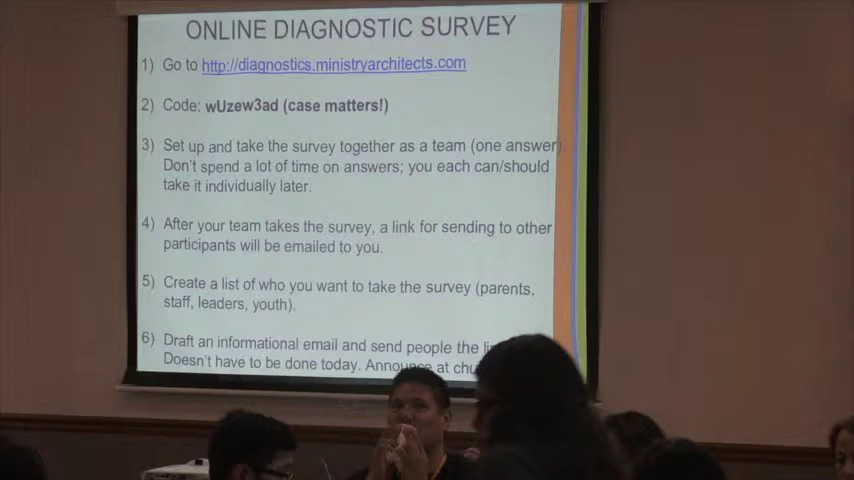 ONLINE DIAGNOSTIC SURVEY
1) Go to http://diagnostics.ministryarchitects.com
2) Code: wUzew3ad (case matters!)
3) Set up and take the survey together as a team (one answer).
Don't spend a lot of time on answers; you each can/should
take it individually later.
4) After your team takes the survey, a link for sending to other
participants will be emailed to you.
5) Create a list of who you want to take the survey (parents,
staff, leaders, youth).
6) Draft an informational email and send people the
Doesn't have to be done today. Announce at